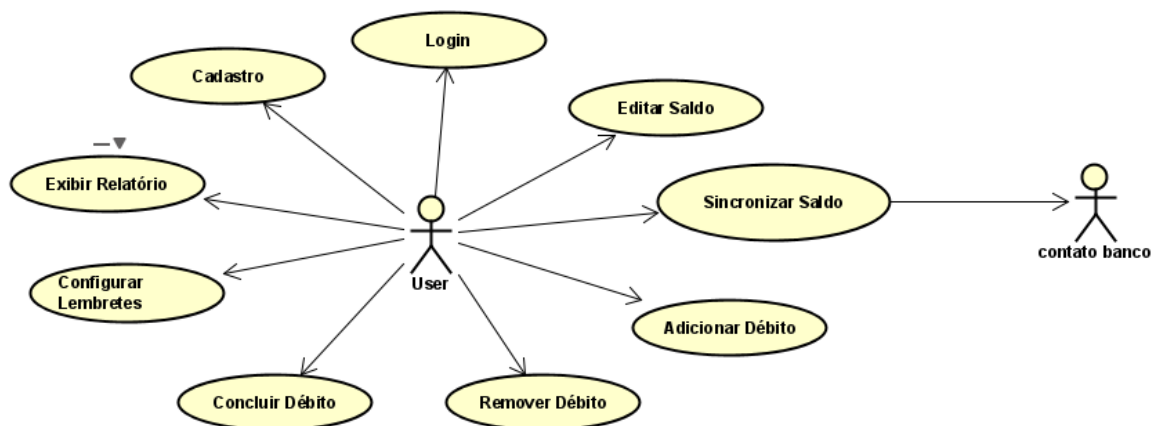 Login
Cadastro
Editar Saldo
Exibir Relatório
Sincronizar Saldo
contato banco
User
Configurar
Lembretes
Adicionar Débito
Concluir Débito
Remover Débito